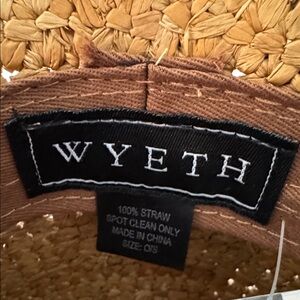 WYETH
100% STRAW
SPOT CLEAN ONLY
MADE IN CHINA
SIZE: O/S